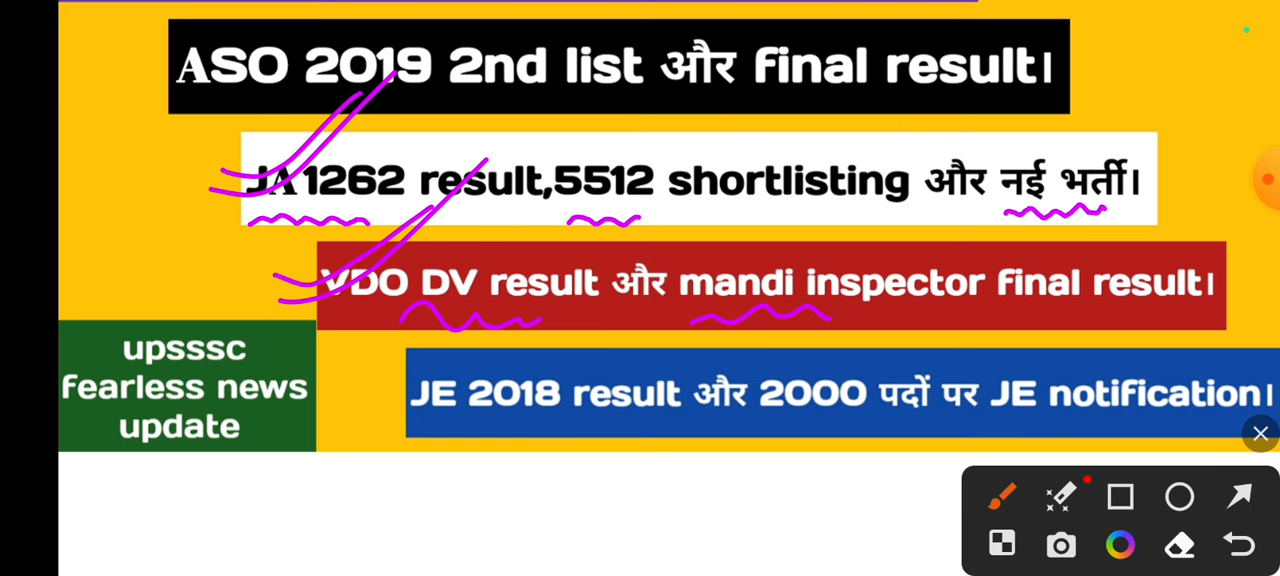 ASO 2019 2nd list और final result।
JA 1262 result,5512 shortlisting और नई भर्ती।
VDO DV result और mandi inspector final result।
upsssc
fearless news
update
JE 2018 result और 2000 पदों पर JE notification।